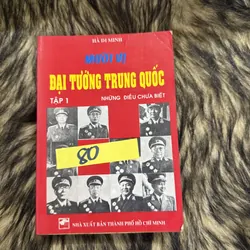 HÀ DI MINH
MƯỜI VỊ
ĐẠI TƯỚNG TRUNG QUỐC
TẬP 1
NHỮNG ĐIỀU CHƯA BIẾT
80
NHÀ XUẤT BẢN THÀNH PHỐ HỒ CHÍ MINH